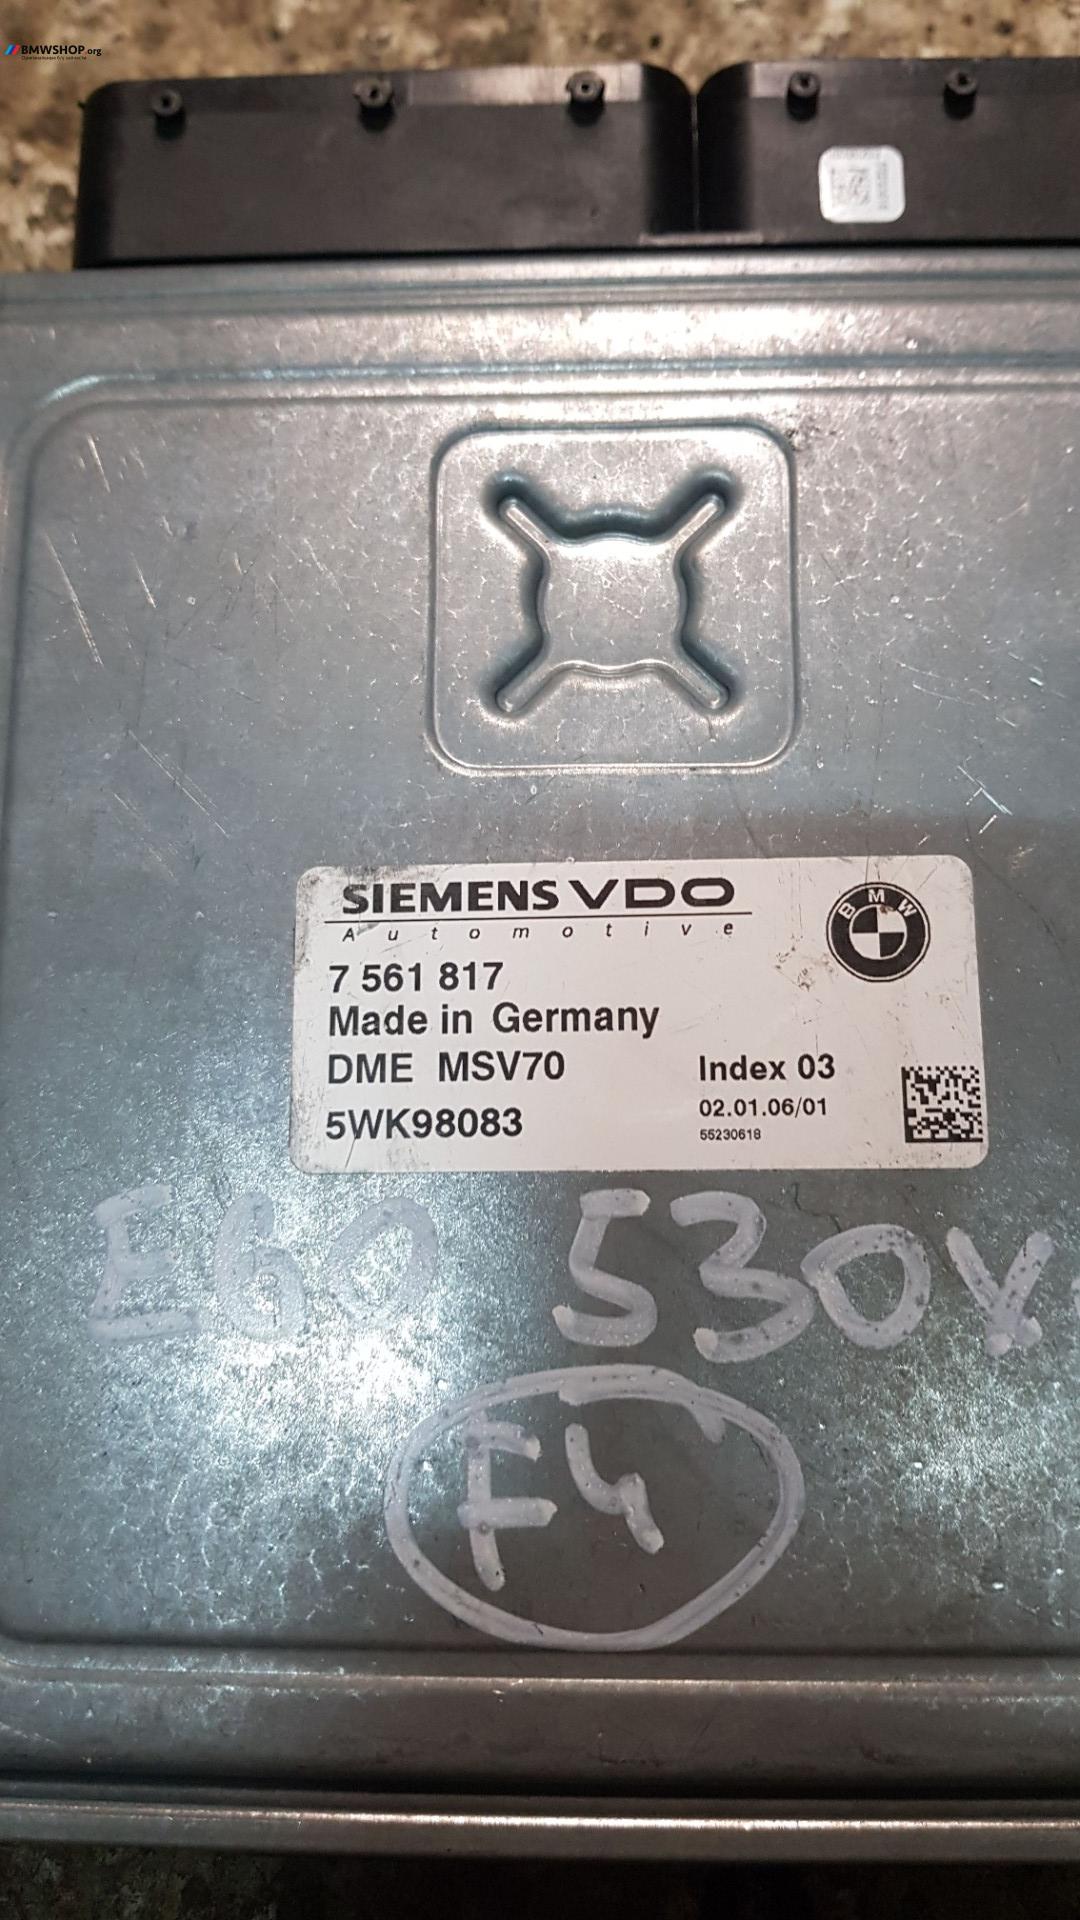 BMWSHOP.org
SIEMENS VDO
Automotive
BMW
7 561 817
Made in Germany
DME MSV70
Index 03
5WK98083
02.01.06/01
55230618
E60 530X
F4